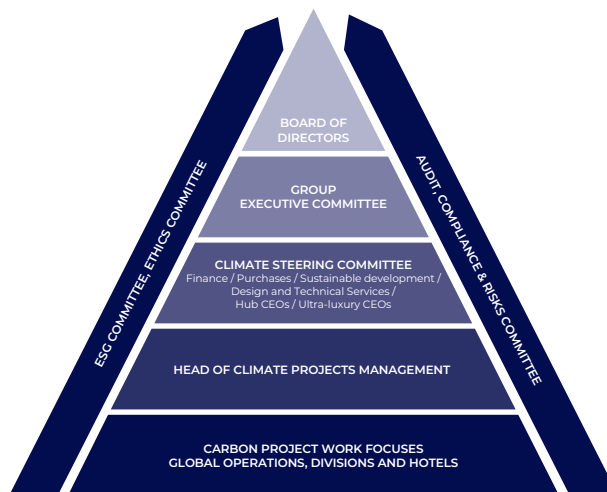 BOARD OF
DIRECTORS
GROUP
EXECUTIVE COMMITTEE
CLIMATE STEERING COMMITTEE
Finance / Purchases / Sustainable development /
Design and Technical Services /
Hub CEOs / Ultra-luxury CEOs
HEAD OF CLIMATE PROJECTS MANAGEMENT
CARBON PROJECT WORK FOCUSES
GLOBAL OPERATIONS, DIVISIONS AND HOTELS
ESG COMMITTEE, ETHICS COMMITTEE
AUDIT, COMPLIANCE & RISKS COMMITTEE